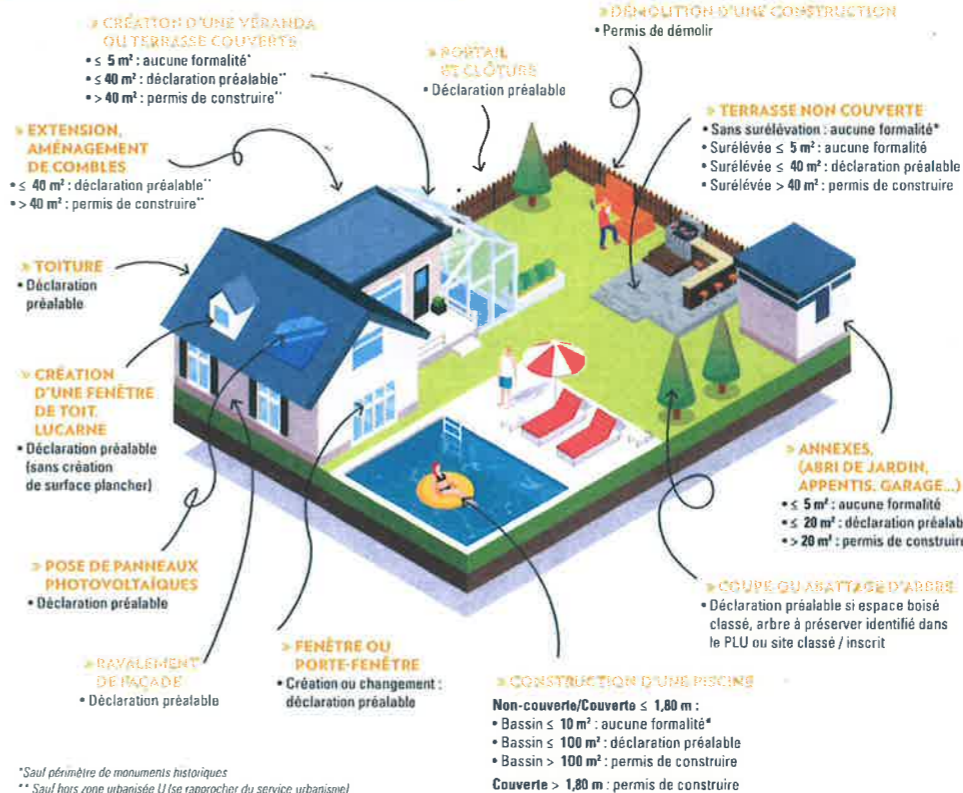 » CRÉATION D'UNE VÉRANDA
OU TERRASSE COUVERTE
• ≤ 5 m² : aucune formalité*
• ≤ 40 m² : déclaration préalable**
• > 40 m² : permis de construire**
» PORTAIL
ET CLÔTURE
• Déclaration préalable
» DÉMOLITION D'UNE CONSTRUCTION
• Permis de démolir
» TERRASSE NON COUVERTE
• Sans surélévation : aucune formalité*
• Surélevée ≤ 5 m² : aucune formalité
• Surélevée ≤ 40 m² : déclaration préalable
• Surélevée > 40 m² : permis de construire
» EXTENSION,
AMÉNAGEMENT
DE COMBLES
• ≤ 40 m² : déclaration préalable**
• > 40 m² : permis de construire**
» TOITURE
• Déclaration
préalable
» CRÉATION
D'UNE FENÊTRE
DE TOIT,
LUCARNE
• Déclaration préalable
(sans création
de surface plancher)
» ANNEXES,
(ABRI DE JARDIN,
APPENTIS, GARAGE...)
• ≤ 5 m² : aucune formalité
• ≤ 20 m² : déclaration préalab
• > 20 m² : permis de construire
» POSE DE PANNEAUX
PHOTOVOLTAÏQUES
• Déclaration préalable
» COUPE OU ABATTAGE D'ARBRE
• Déclaration préalable si espace boisé
classé, arbre à préserver identifié dans
le PLU ou site classé / inscrit
» RAVALEMENT
DE FAÇADE
• Déclaration préalable
» FENÊTRE OU
PORTE-FENÊTRE
• Création ou changement :
déclaration préalable
» CONSTRUCTION D'UNE PISCINE
Non-couverte/Couverte ≤ 1,80 m :
• Bassin ≤ 10 m² : aucune formalité*
• Bassin ≤ 100 m² : déclaration préalable
• Bassin > 100 m² : permis de construire
Couverte > 1,80 m : permis de construire
*Sauf périmètre de monuments historiques
** Sauf hors zone urbanisée U (se rapprocher du service urbanisme)